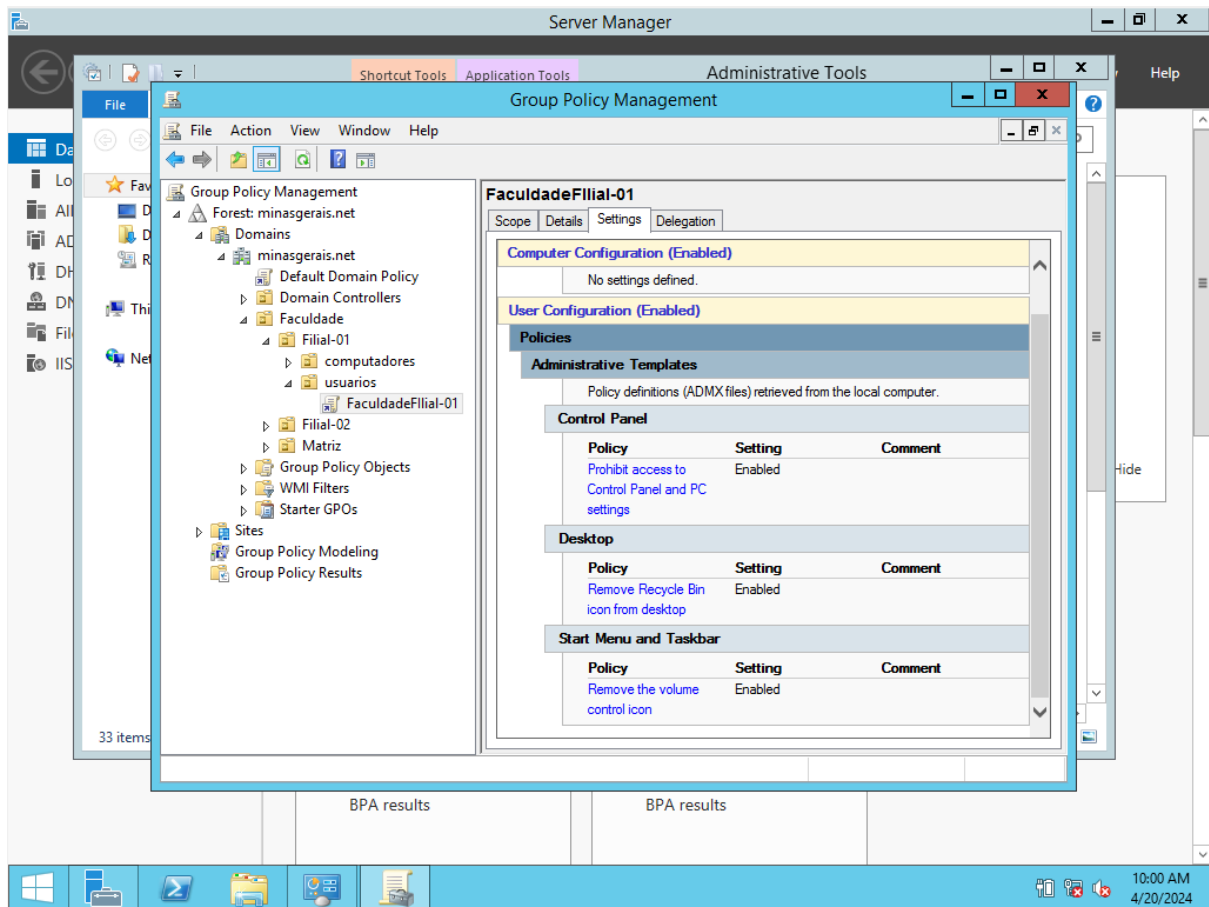 Server Manager
Shortcut Tools
Application Tools
Administrative Tools
Help
File
Group Policy Management
File Action View Window Help
Group Policy Management
Forest: minasgerais.net
Domains
minasgerais.net
Default Domain Policy
Domain Controllers
Faculdade
Filial-01
computadores
usuarios
FaculdadeFIlial-01
Filial-02
Matriz
Group Policy Objects
WMI Filters
Starter GPOs
Sites
Group Policy Modeling
Group Policy Results
FaculdadeFIlial-01
Scope Details Settings Delegation
Computer Configuration (Enabled)
No settings defined.
User Configuration (Enabled)
Policies
Administrative Templates
Policy definitions (ADMX files) retrieved from the local computer.
Control Panel
Policy Setting Comment
Prohibit access to Enabled
Control Panel and PC
settings
Desktop
Policy Setting Comment
Remove Recycle Bin Enabled
icon from desktop
Start Menu and Taskbar
Policy Setting Comment
Remove the volume Enabled
control icon
Hide
33 items
BPA results
BPA results
10:00 AM
4/20/2024